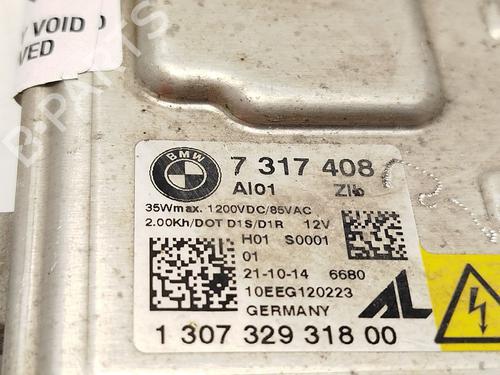 VOID
VED
BMW
7 317 408
AI01
35Wmax. 1200VDC/85VAC
2.00Kh/DOT D1S/D1R 12V
H01 S0001
01
21-10-14 6680
10EEG120223
GERMANY
AL
1 307 329 318 00
B-PARTS